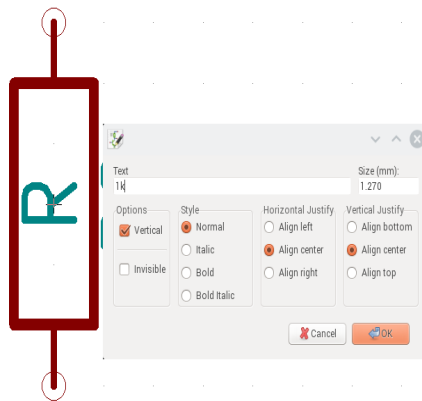 R
Text Size (mm):
1k 1.270
Options Style Horizontal Justify Vertical Justify
Vertical Normal Align left Align bottom
Italic Align center Align center
Invisible Bold Align right Align top
Bold Italic
Cancel OK